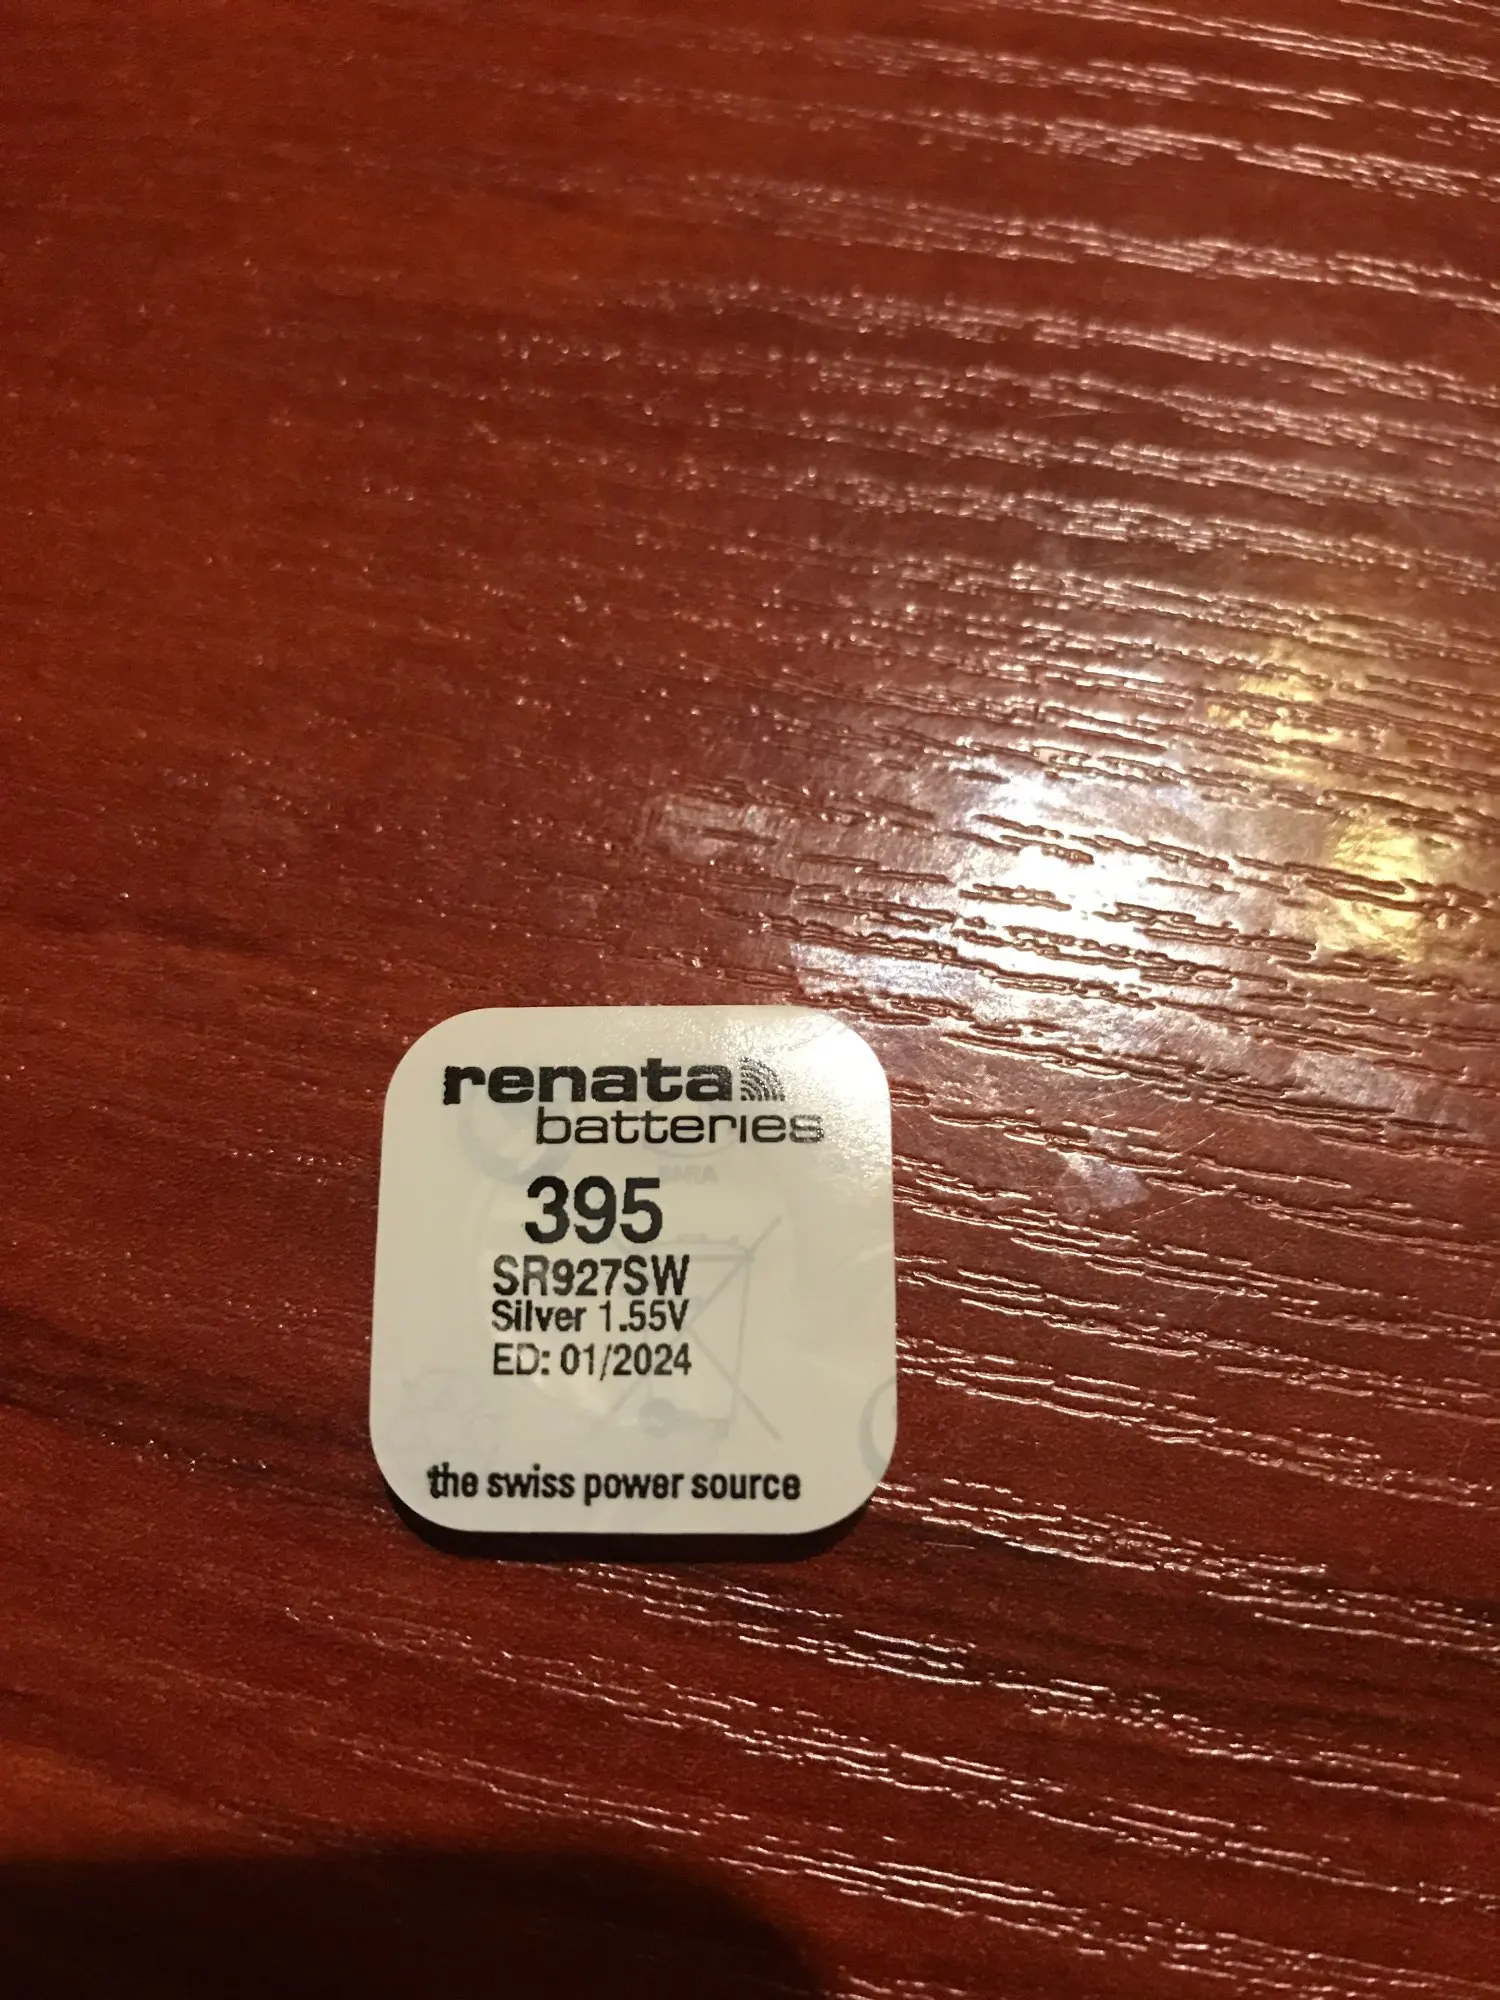 renata
batteries
395
SR927SW
Silver 1.55V
ED: 01/2024
the swiss power source